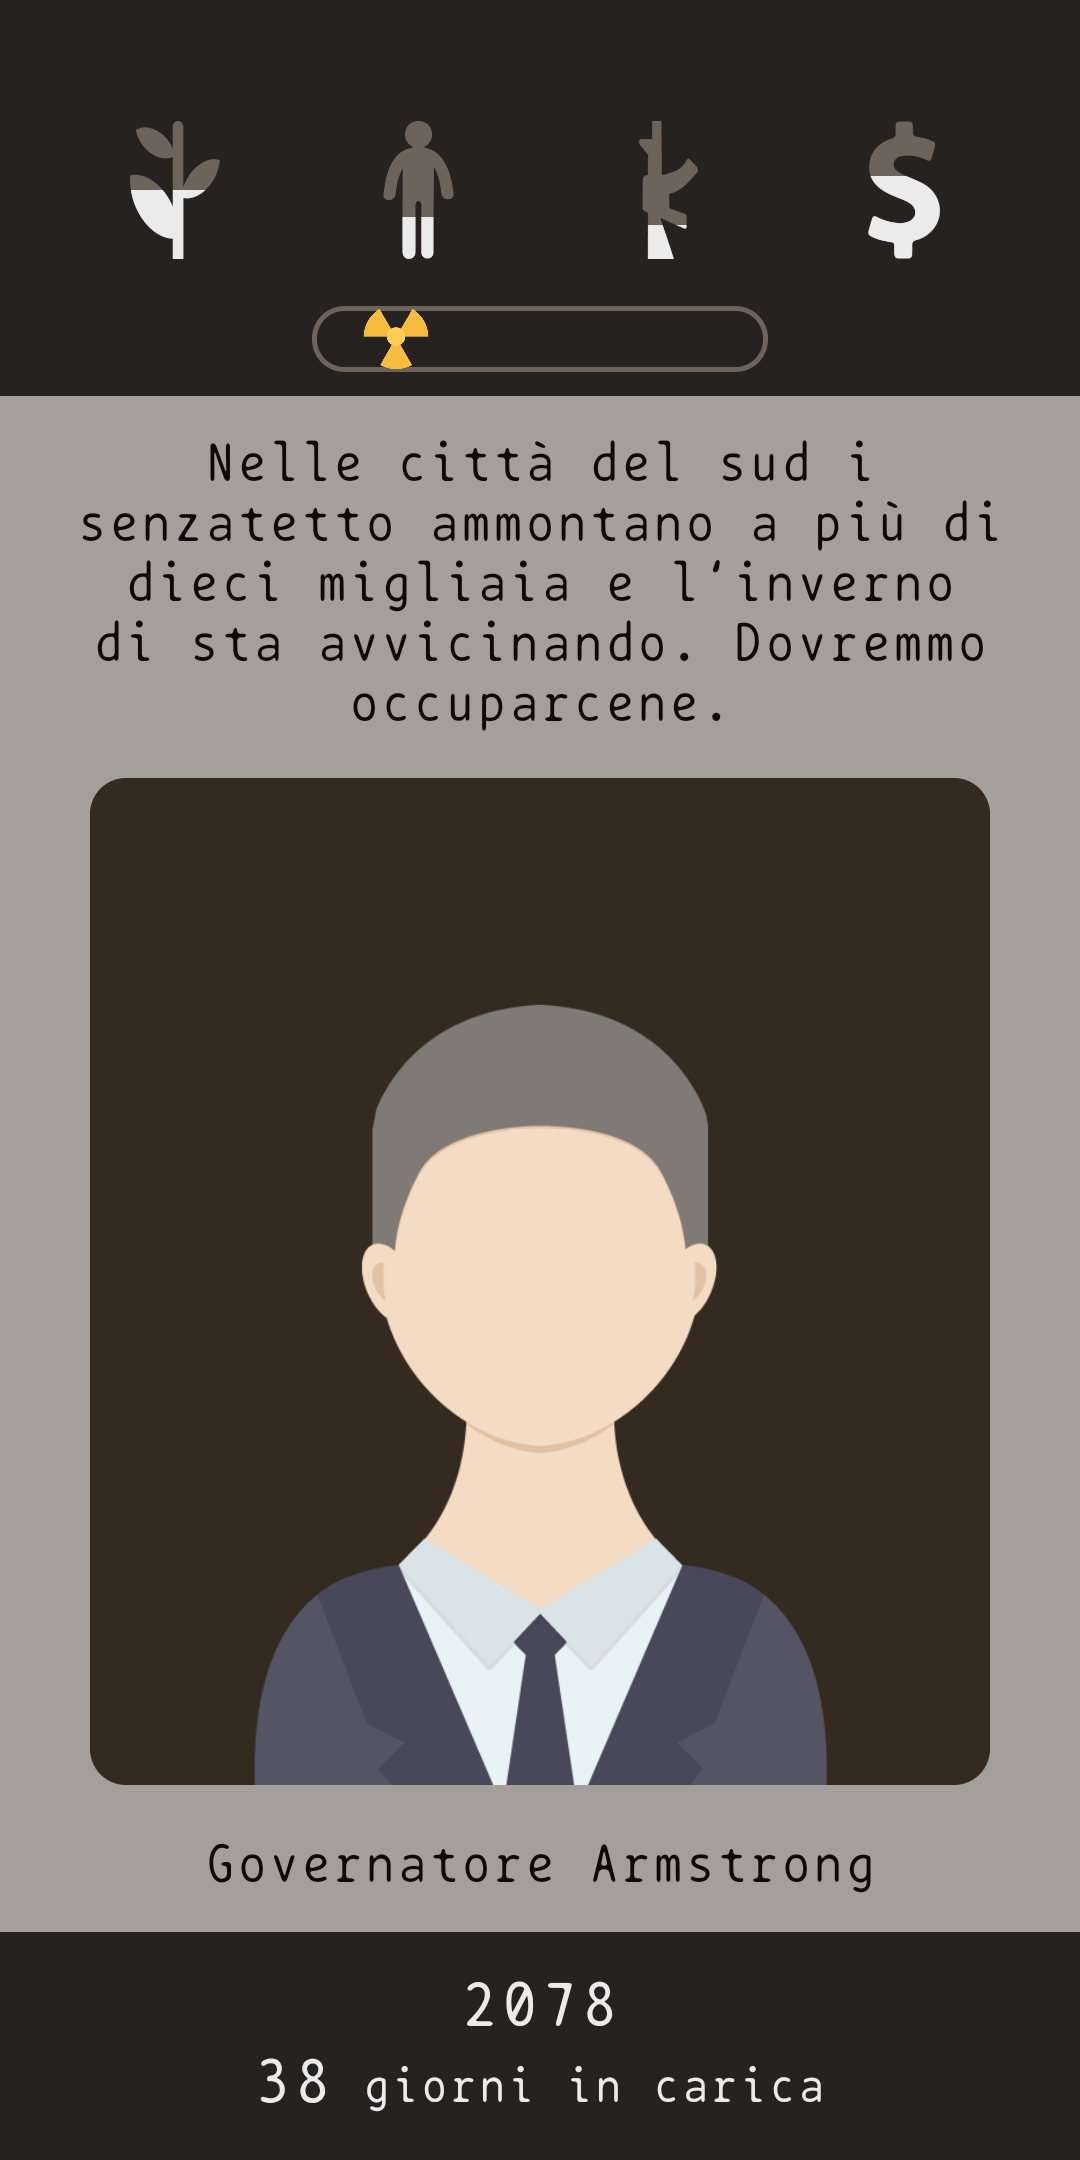 Nelle città del sud i
senzatetto ammontano a più di
dieci migliaia e l'inverno
di sta avvicinando. Dovremmo
occuparcene.
Governatore Armstrong
2078
38 giorni in carica